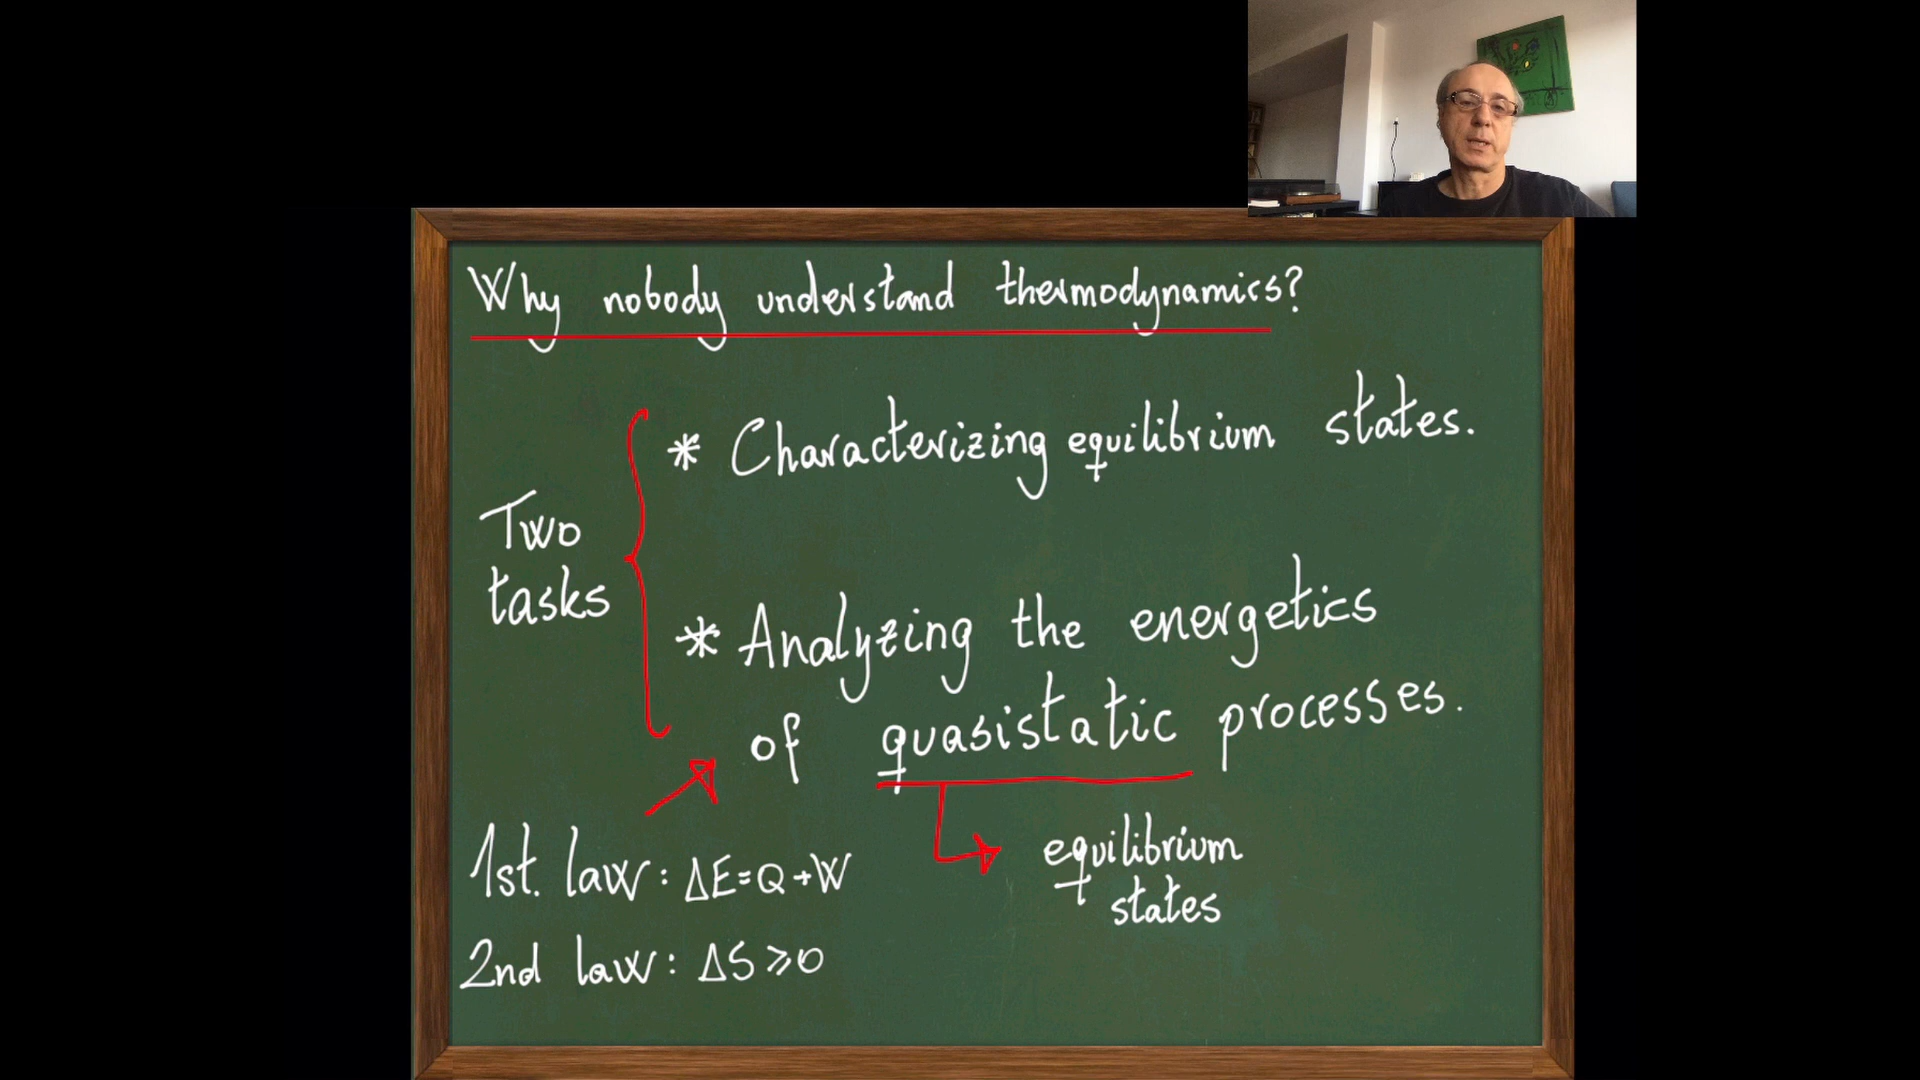 Why nobody understand thermodynamics?
* Characterizing equilibrium states.
Two
tasks
* Analyzing the energetics
of quasistatic processes.
equilibrium
states
1st. law: ΔE=Q+W
2nd law: ΔS⩾0